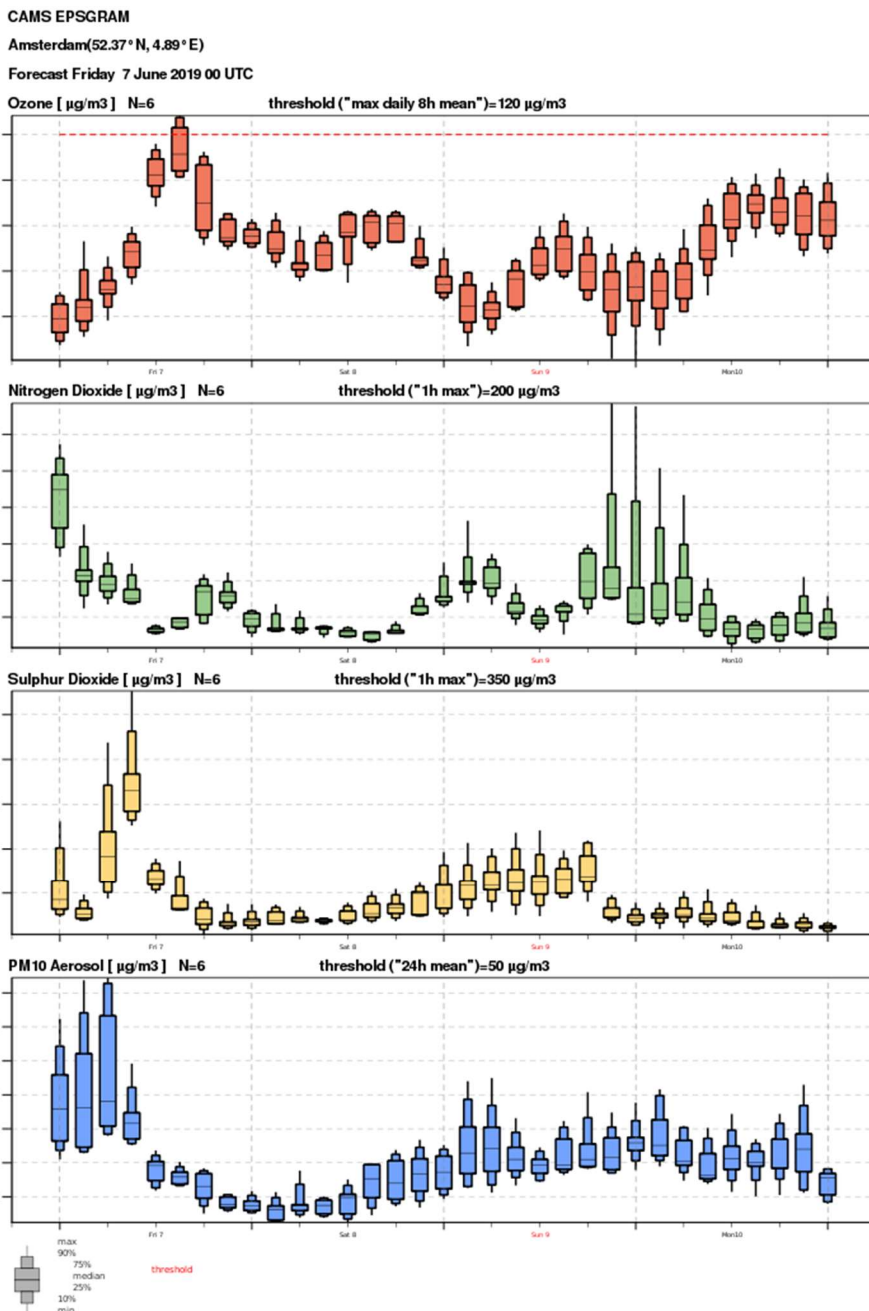 CAMS EPSGRAM
Amsterdam(52.37°N, 4.89°E)
Forecast Friday 7 June 2019 00 UTC
Ozone [ µg/m3 ] N=6 threshold ("max daily 8h mean")=120 µg/m3
Fri 7 Sat 8 Sun 9 Mon10
Nitrogen Dioxide [ µg/m3 ] N=6 threshold ("1h max")=200 µg/m3
Fri 7 Sat 8 Sun 9 Mon10
Sulphur Dioxide [ µg/m3 ] N=6 threshold ("1h max")=350 µg/m3
Fri 7 Sat 8 Sun 9 Mon10
PM10 Aerosol [ µg/m3 ] N=6 threshold ("24h mean")=50 µg/m3
Fri 7 Sat 8 Sun 9 Mon10
max
90%
75%
median
25%
10%
min
threshold